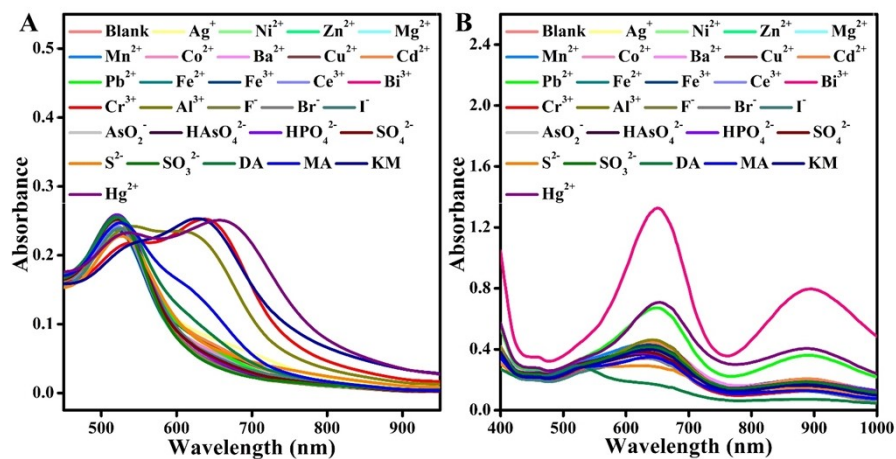 A
Blank Ag+ Ni2+ Zn2+ Mg2+
Mn2+ Co2+ Ba2+ Cu2+ Cd2+
Pb2+ Fe2+ Fe3+ Ce3+ Bi3+
Cr3+ Al3+ F- Br- I-
AsO2- HAsO42- HPO42- SO42-
S2- SO32- DA MA KM
Hg2+
0.5
0.4
0.3
0.2
0.1
0.0
Absorbance
500 600 700 800 900
Wavelength (nm)
B
Blank Ag+ Ni2+ Zn2+ Mg2+
Mn2+ Co2+ Ba2+ Cu2+ Cd2+
Pb2+ Fe2+ Fe3+ Ce3+ Bi3+
Cr3+ Al3+ F- Br- I-
AsO2- HAsO42- HPO42- SO42-
S2- SO32- DA MA KM
Hg2+
2.4
2.0
1.6
1.2
0.8
0.4
0.0
Absorbance
400 500 600 700 800 900 1000
Wavelength (nm)